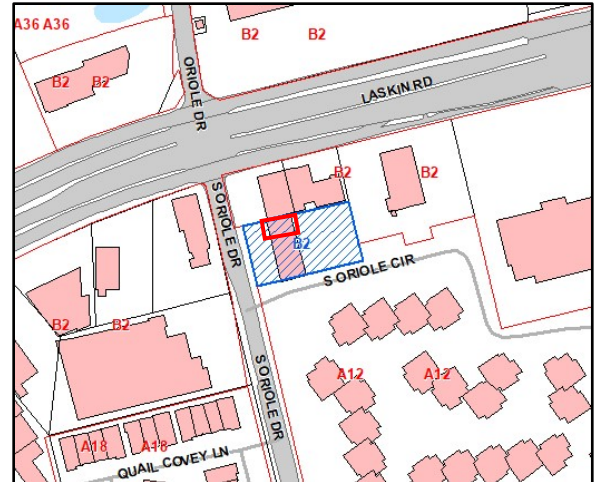 A36 A36
B2 B2
B2 B2
ORIOLE DR
LASKIN RD
S ORIOLE DR
B2 B2
B2
S ORIOLE CIR
B2 B2
S ORIOLE DR
A12 A12
A18 A18
QUAIL COVEY LN